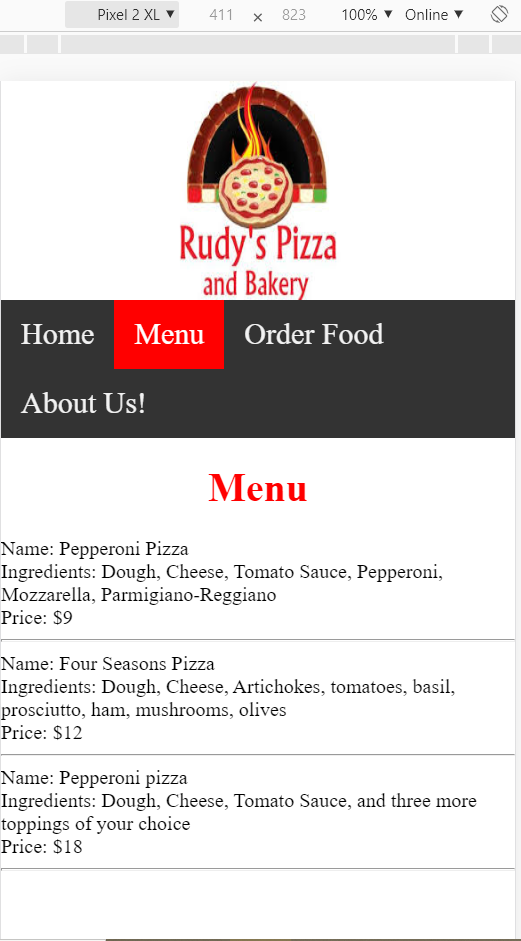 Pixel 2 XL ▼ 411 × 823 100% ▼ Online ▼
Rudy's Pizza
and Bakery
Home Menu Order Food
About Us!
Menu
Name: Pepperoni Pizza
Ingredients: Dough, Cheese, Tomato Sauce, Pepperoni,
Mozzarella, Parmigiano-Reggiano
Price: $9
Name: Four Seasons Pizza
Ingredients: Dough, Cheese, Artichokes, tomatoes, basil,
prosciutto, ham, mushrooms, olives
Price: $12
Name: Pepperoni pizza
Ingredients: Dough, Cheese, Tomato Sauce, and three more
toppings of your choice
Price: $18